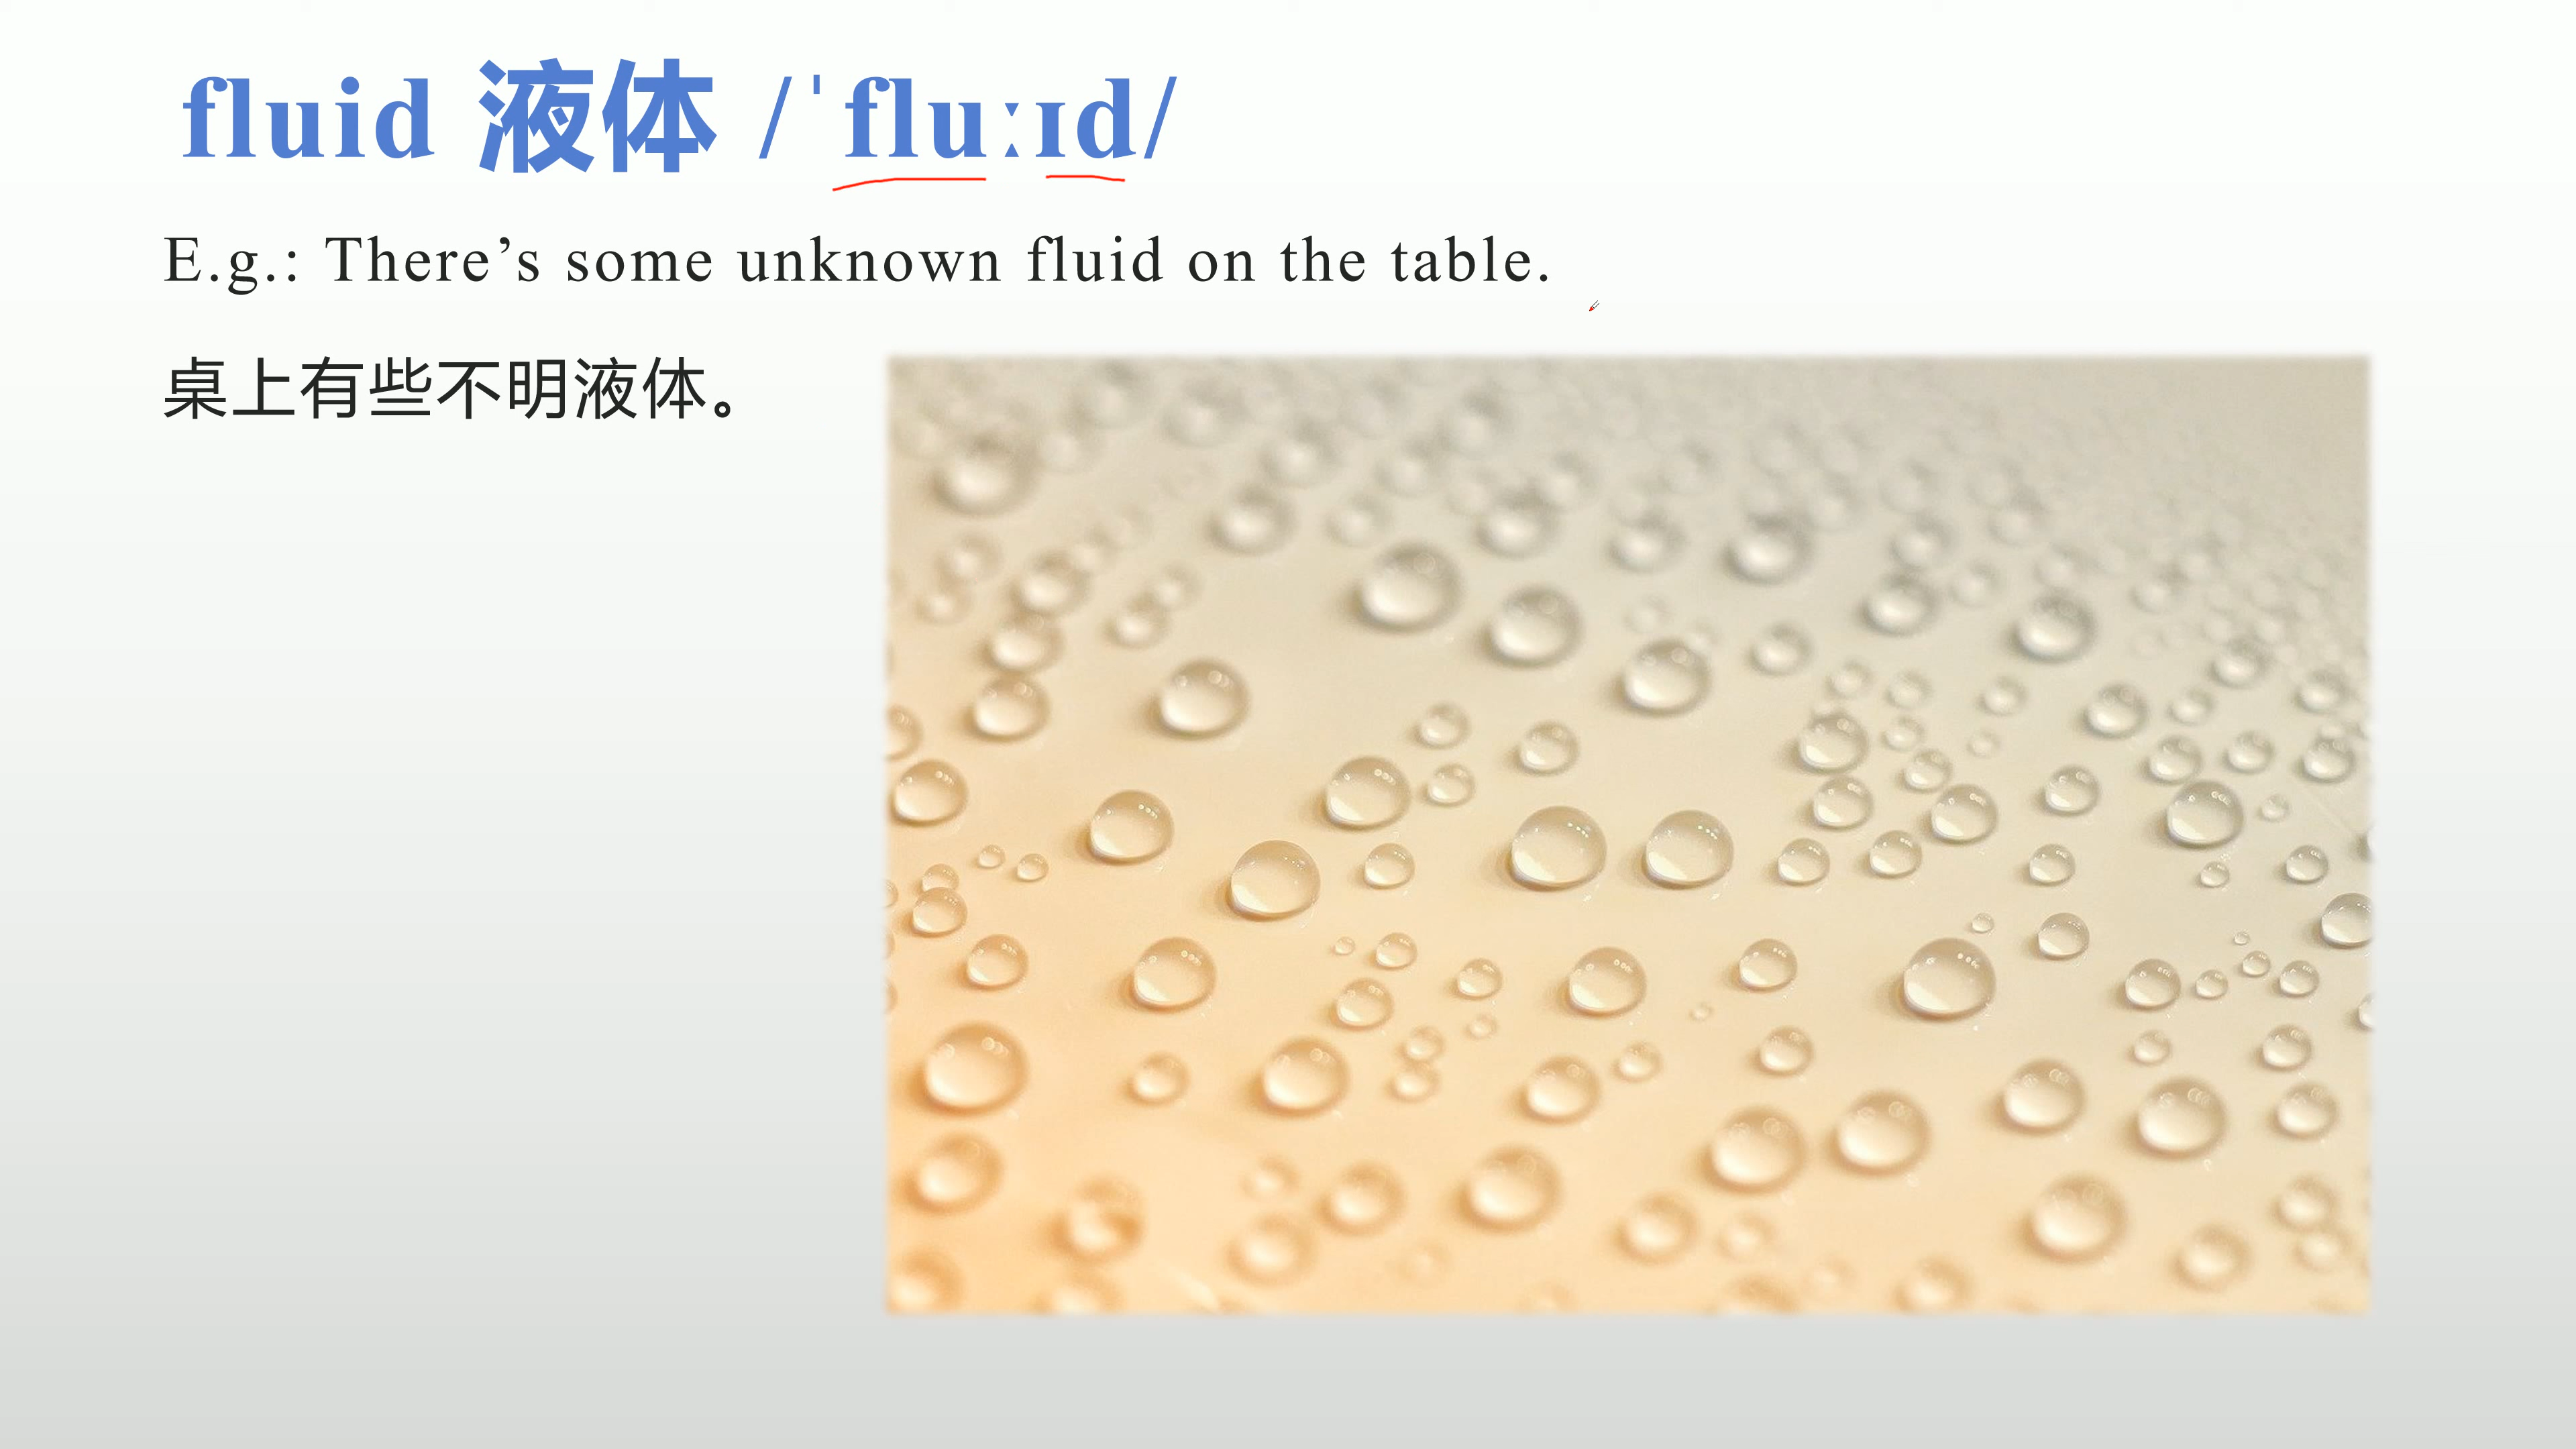 fluid 液体 /ˈfluːɪd/
E.g.: There’s some unknown fluid on the table.
桌上有些不明液体。